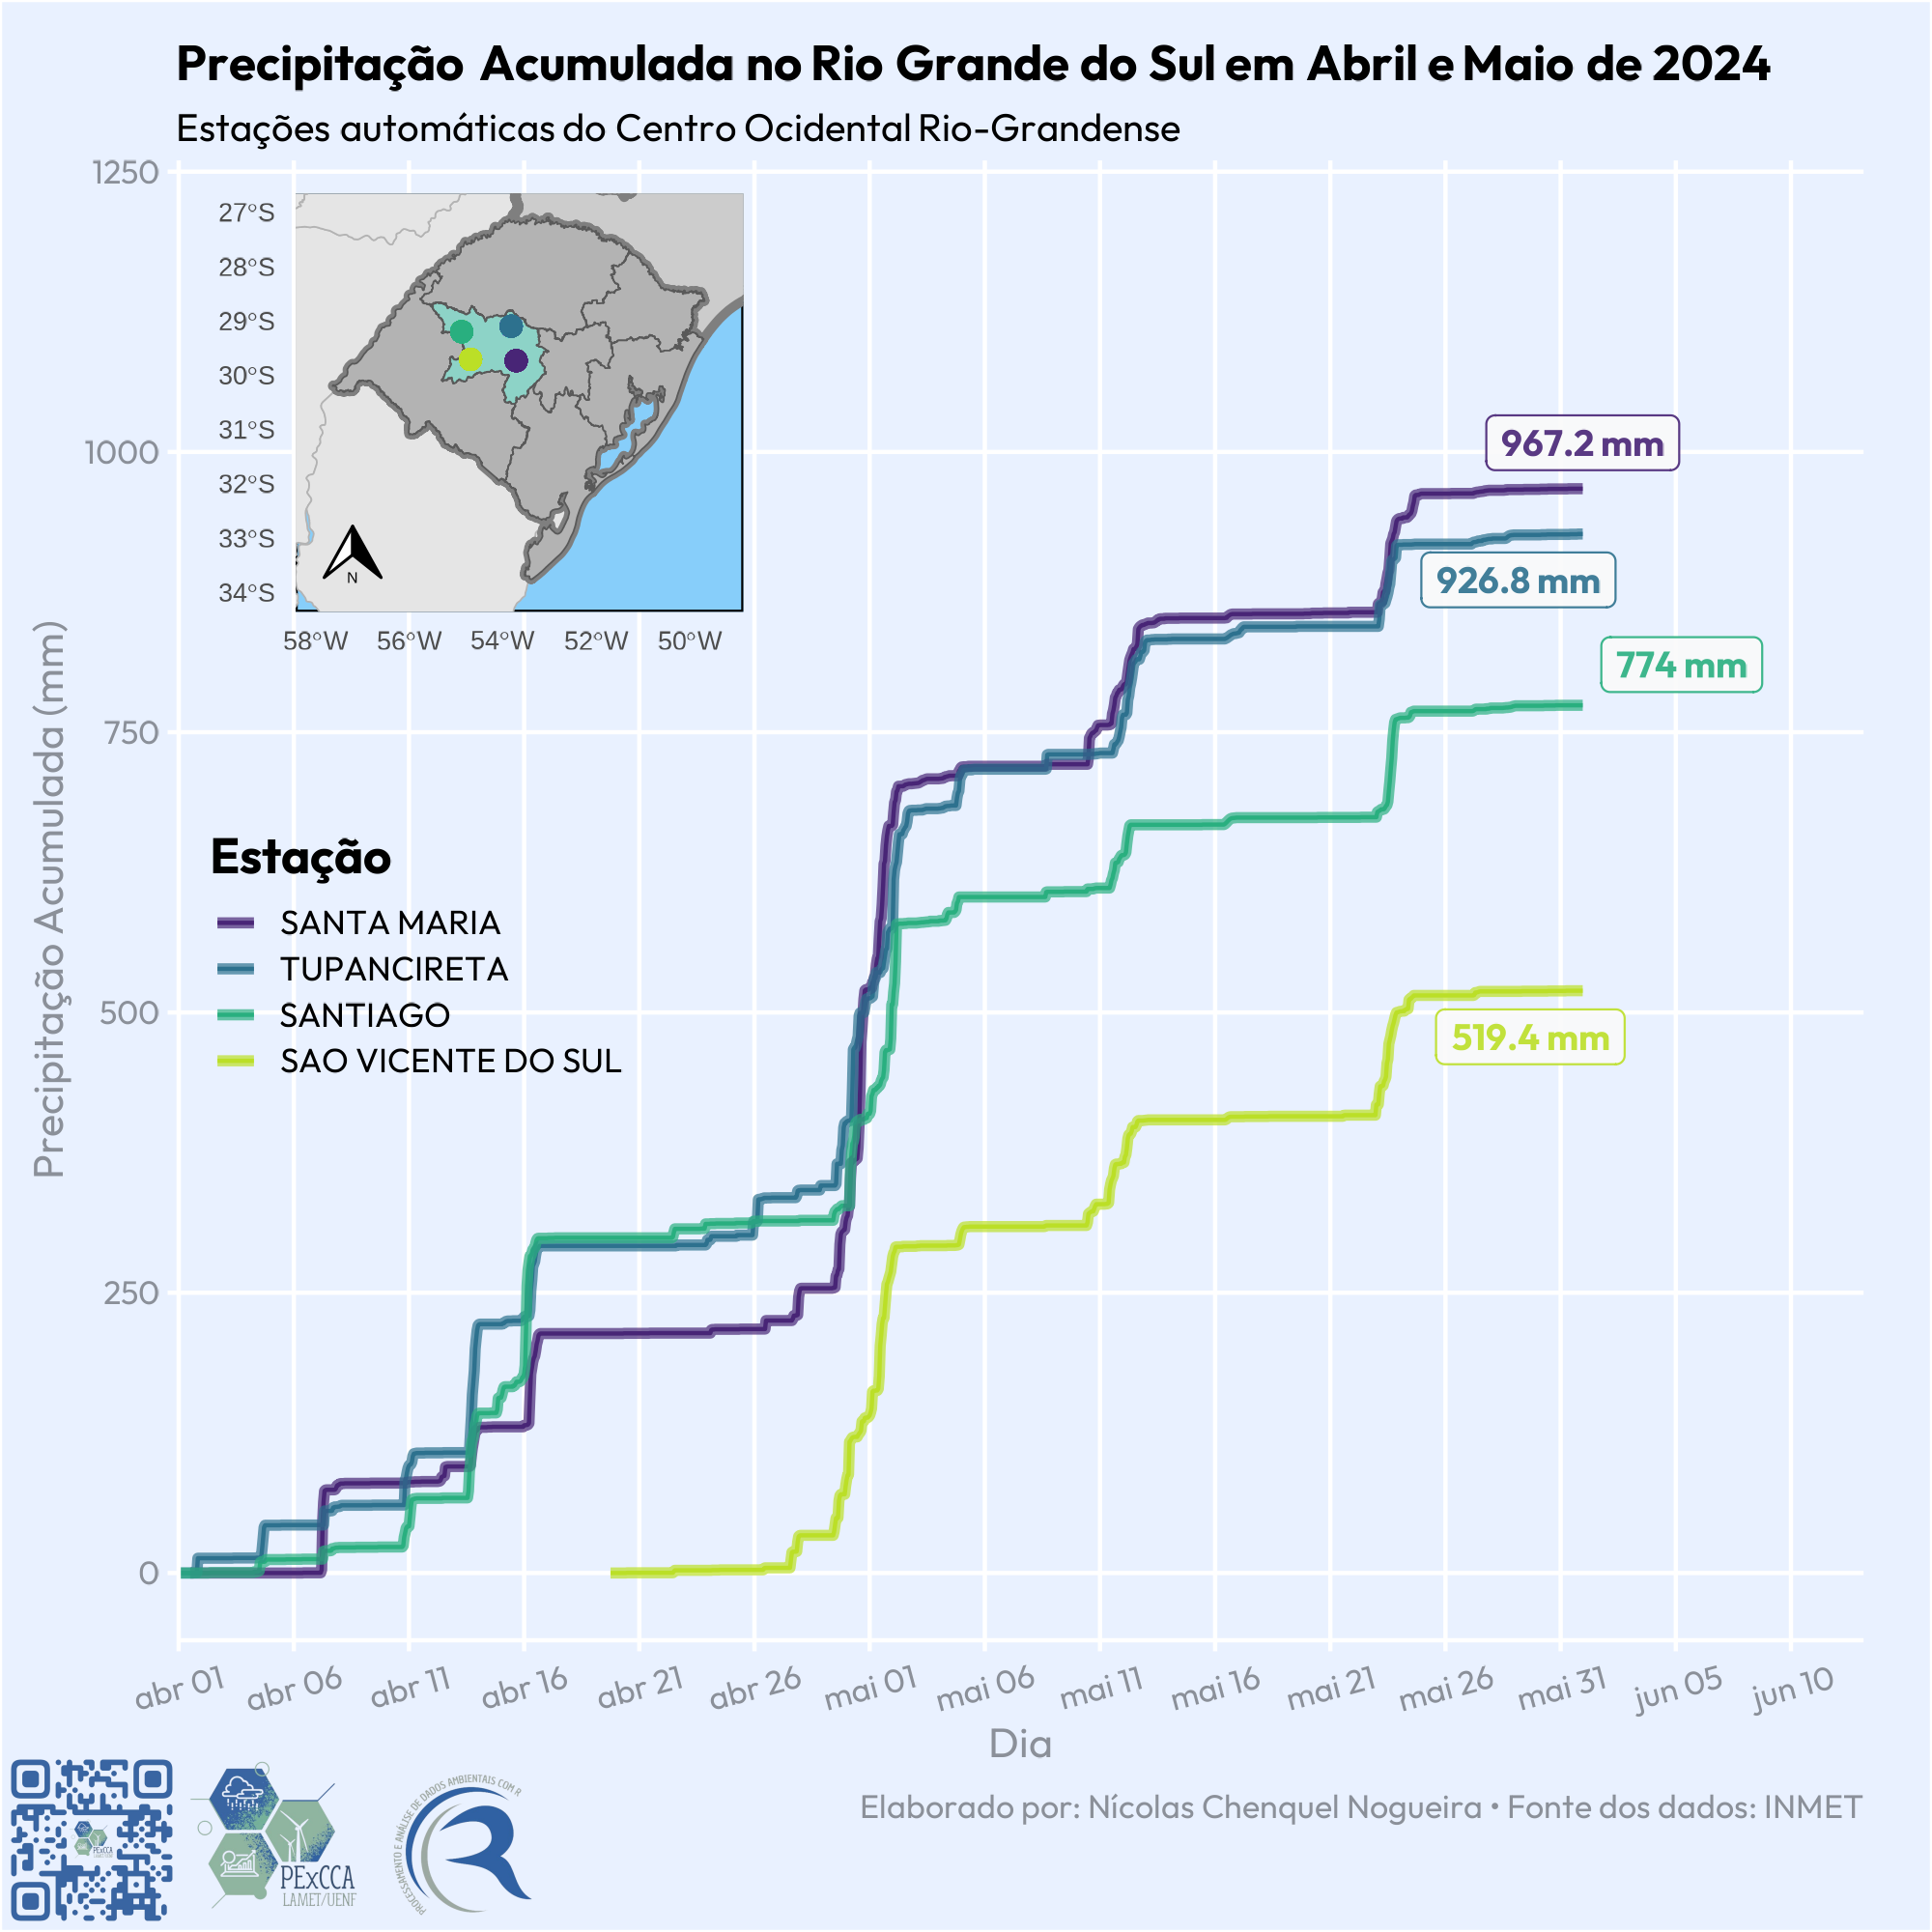 Precipitação Acumulada no Rio Grande do Sul em Abril e Maio de 2024
Estações automáticas do Centro Ocidental Rio-Grandense
1250
1000
750
500
250
0
Precipitação Acumulada (mm)
27°S
28°S
29°S
30°S
31°S
32°S
33°S
34°S
N
58°W 56°W 54°W 52°W 50°W
967.2 mm
926.8 mm
774 mm
519.4 mm
Estação
SANTA MARIA
TUPANCIRETA
SANTIAGO
SAO VICENTE DO SUL
abr 01 abr 06 abr 11 abr 16 abr 21 abr 26 mai 01 mai 06 mai 11 mai 16 mai 21 mai 26 mai 31 jun 05 jun 10
Dia
Elaborado por: Nícolas Chenquel Nogueira • Fonte dos dados: INMET
PExCCA
LAMET/UENF
PROCESSAMENTO E ANÁLISE DE DADOS AMBIENTAIS COM R
R